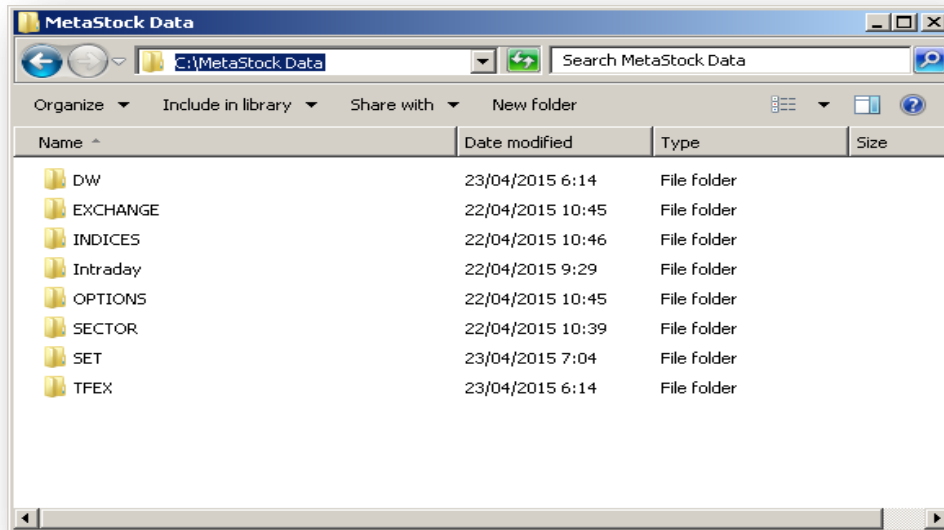 MetaStock Data
C:\MetaStock Data Search MetaStock Data
Organize Include in library Share with New folder
Name Date modified Type Size
DW 23/04/2015 6:14 File folder
EXCHANGE 22/04/2015 10:45 File folder
INDICES 22/04/2015 10:46 File folder
Intraday 22/04/2015 9:29 File folder
OPTIONS 22/04/2015 10:45 File folder
SECTOR 22/04/2015 10:39 File folder
SET 23/04/2015 7:04 File folder
TFEX 23/04/2015 6:14 File folder